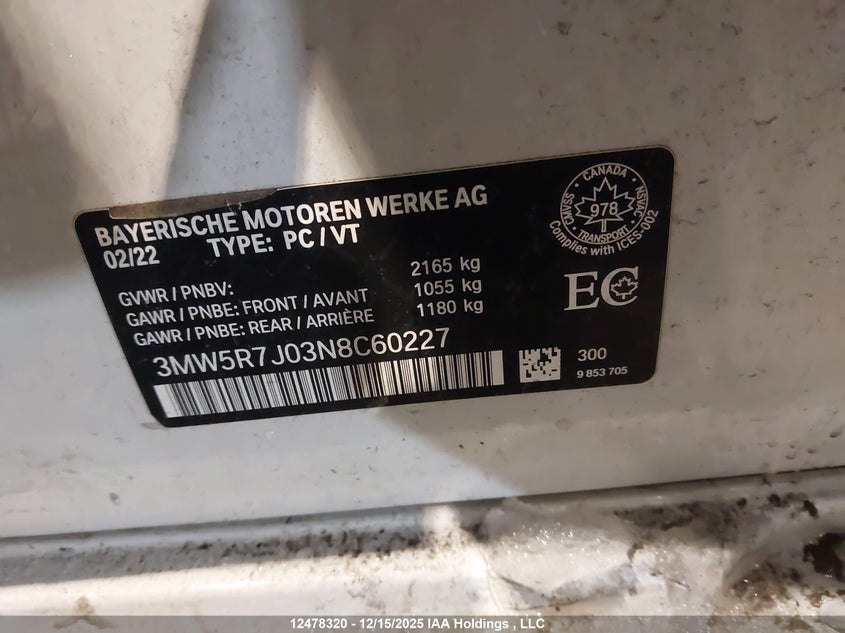 BAYERISCHE MOTOREN WERKE AG
02/22 TYPE: PC / VT
GVWR / PNBV: 2165 kg
GAWR / PNBE: FRONT / AVANT 1055 kg
GAWR / PNBE: REAR / ARRIÈRE 1180 kg
3MW5R7J03N8C60227
CANADA
CMVSS
978
NSVAC
TRANSPORT
Complies with ICES-002
EC
300
9 853 705
12478320 - 12/15/2025 IAA Holdings , LLC